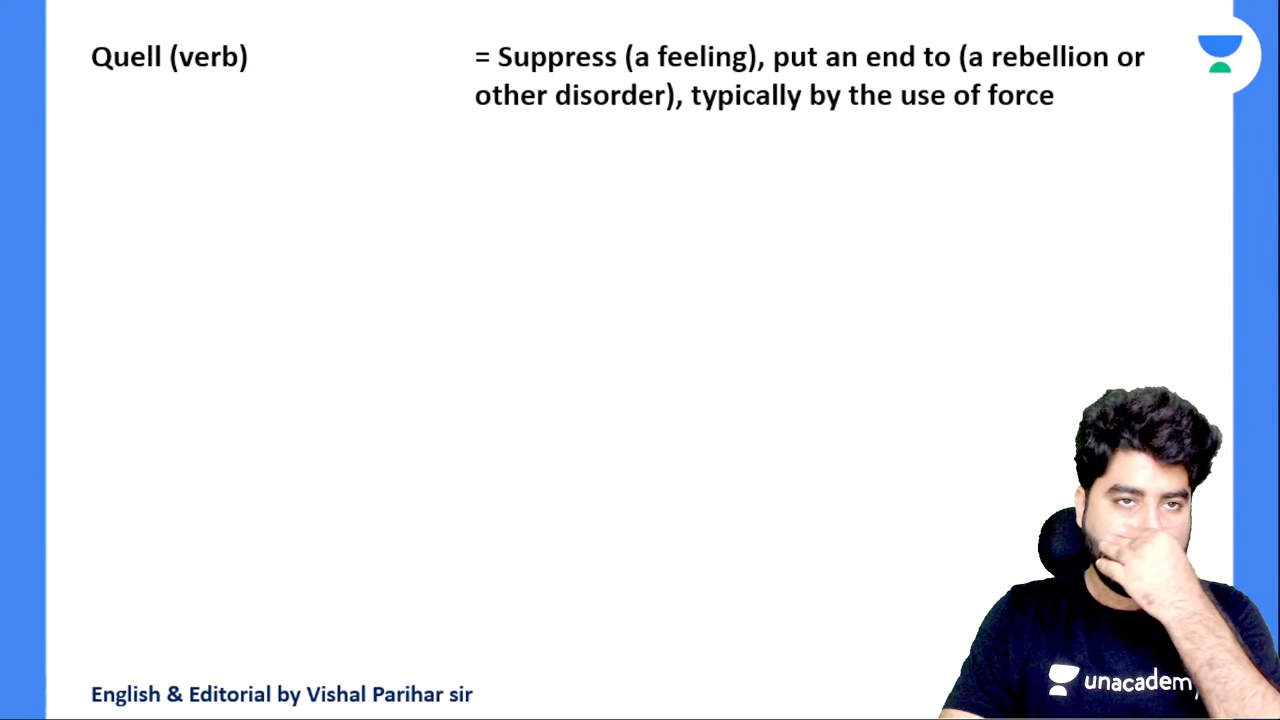 Quell (verb)
= Suppress (a feeling), put an end to (a rebellion or
other disorder), typically by the use of force
unacademy
English & Editorial by Vishal Parihar sir